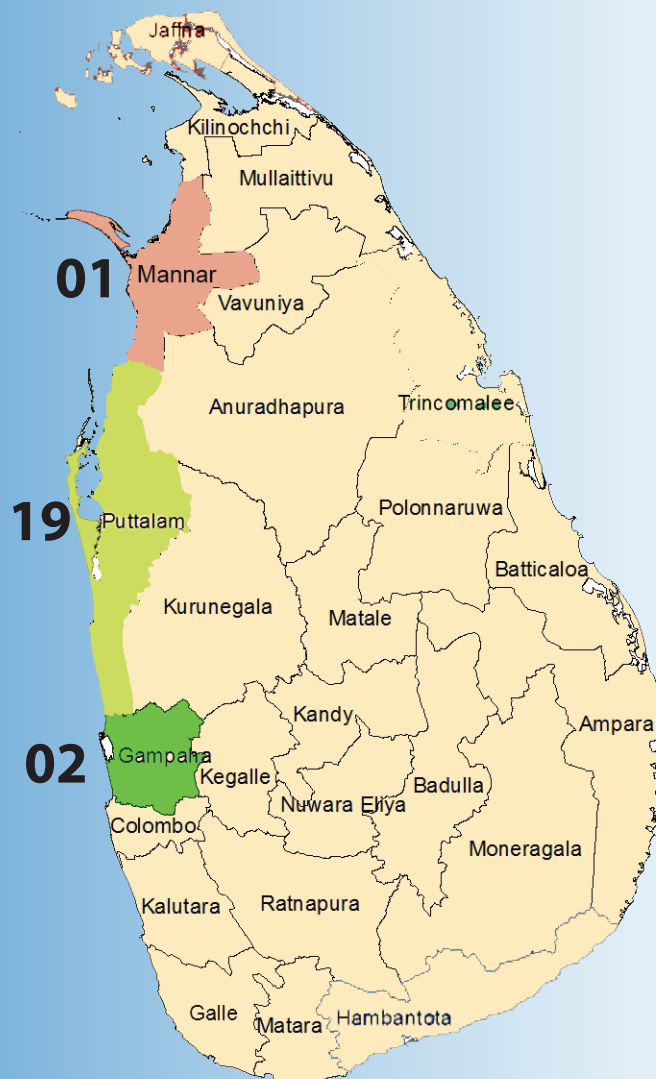 Jaffna
Kilinochchi
Mullaittivu
01
Mannar
Vavuniya
Anuradhapura
Trincomalee
19
Puttalam
Polonnaruwa
Batticaloa
Kurunegala
Matale
Kandy
Ampara
02
Gampaha
Kegalle
Badulla
Nuwara Eliya
Colombo
Moneragala
Kalutara
Ratnapura
Galle
Matara
Hambantota